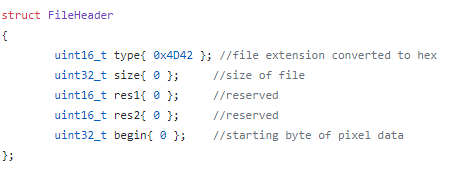 struct FileHeader
{
uint16_t type{ 0x4D42 }; //file extension converted to hex
uint32_t size{ 0 }; //size of file
uint16_t res1{ 0 }; //reserved
uint16_t res2{ 0 }; //reserved
uint32_t begin{ 0 }; //starting byte of pixel data
};